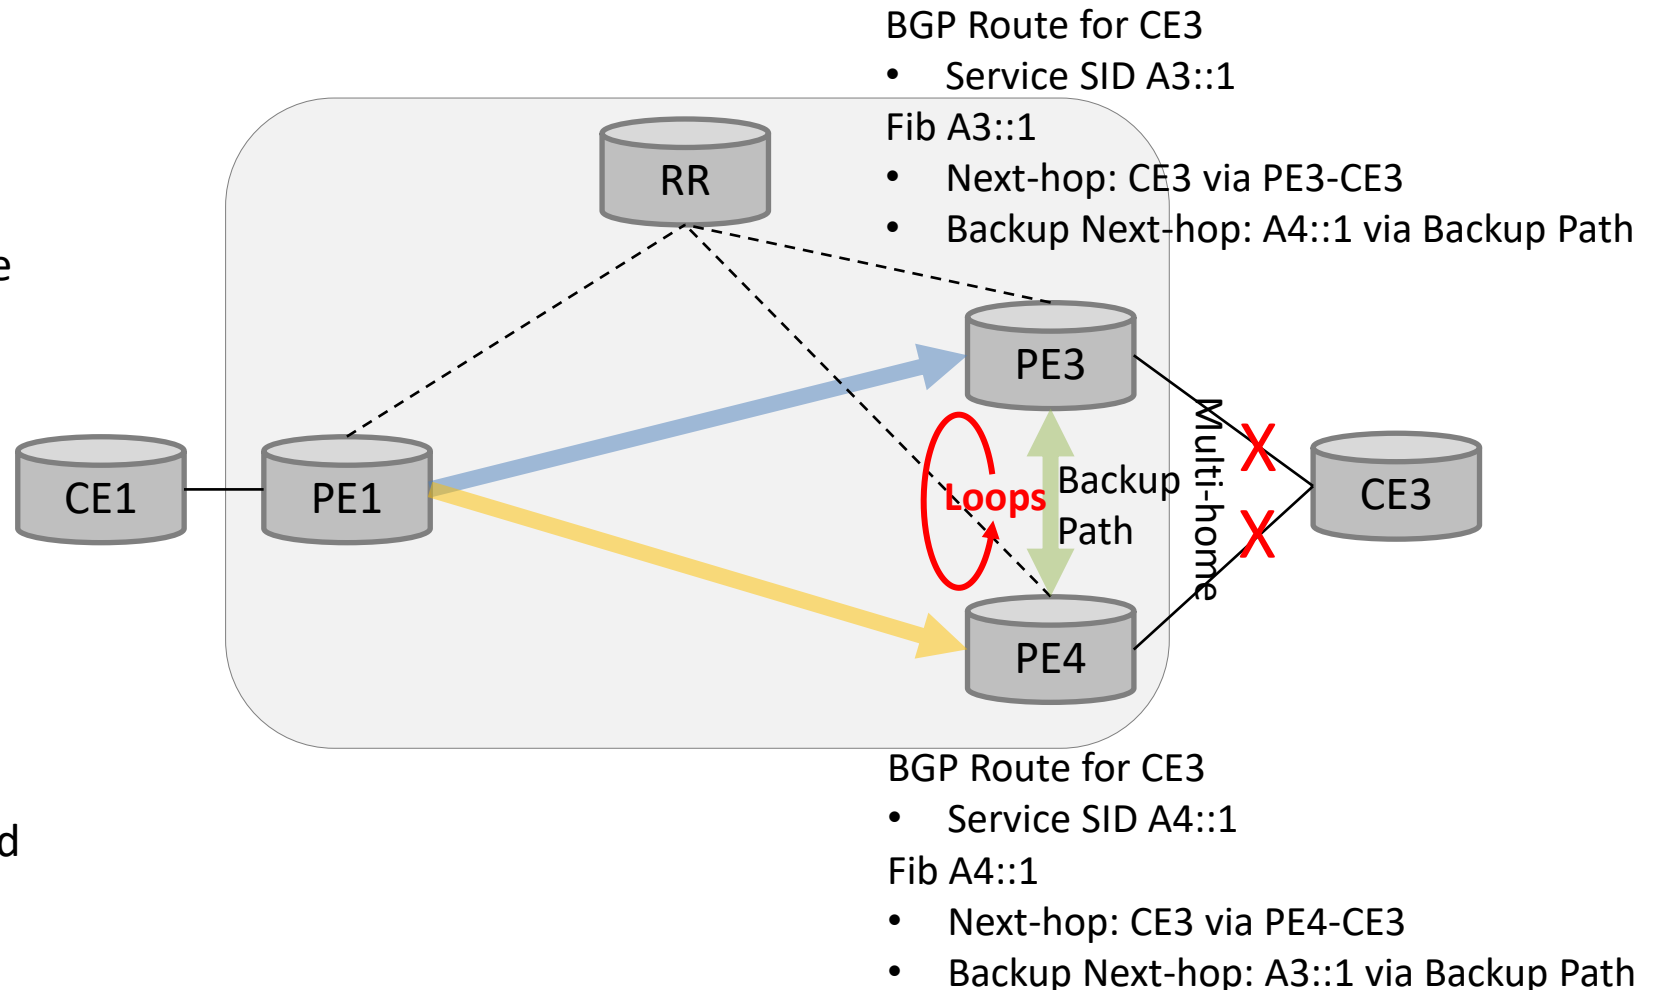 BGP Route for CE3
• Service SID A3::1
Fib A3::1
• Next-hop: CE3 via PE3-CE3
• Backup Next-hop: A4::1 via Backup Path
RR
e
PE3
Multi-home
X
CE1
PE1
Loops
Backup
Path
CE3
X
PE4
BGP Route for CE3
• Service SID A4::1
d
Fib A4::1
• Next-hop: CE3 via PE4-CE3
• Backup Next-hop: A3::1 via Backup Path